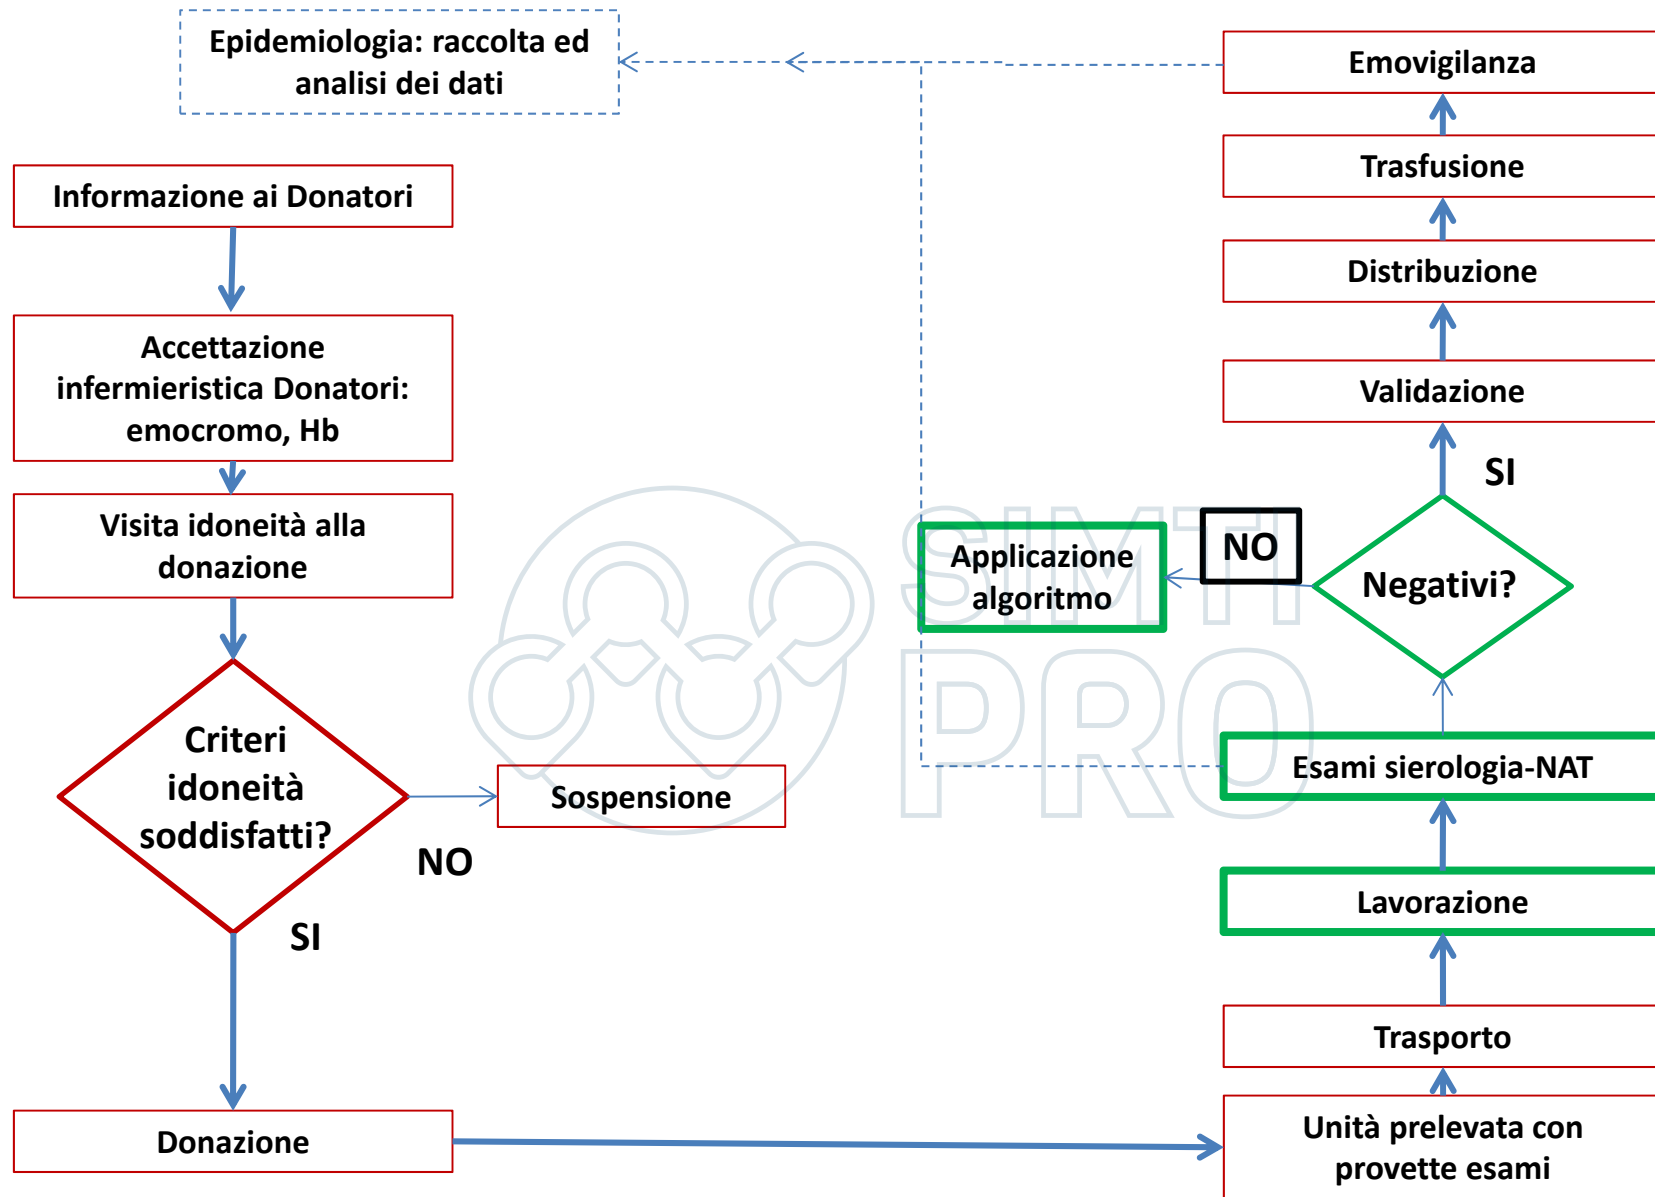 Epidemiologia: raccolta ed
analisi dei dati
Informazione ai Donatori
Accettazione
infermieristica Donatori:
emocromo, Hb
Visita idoneità alla
donazione
Criteri
idoneità
soddisfatti?
NO
Sospensione
SI
Donazione
Unità prelevata con
provette esami
Trasporto
Lavorazione
Esami sierologia-NAT
Negativi?
NO
Applicazione
algoritmo
SI
Validazione
Distribuzione
Trasfusione
Emovigilanza
SIMTI
PRO